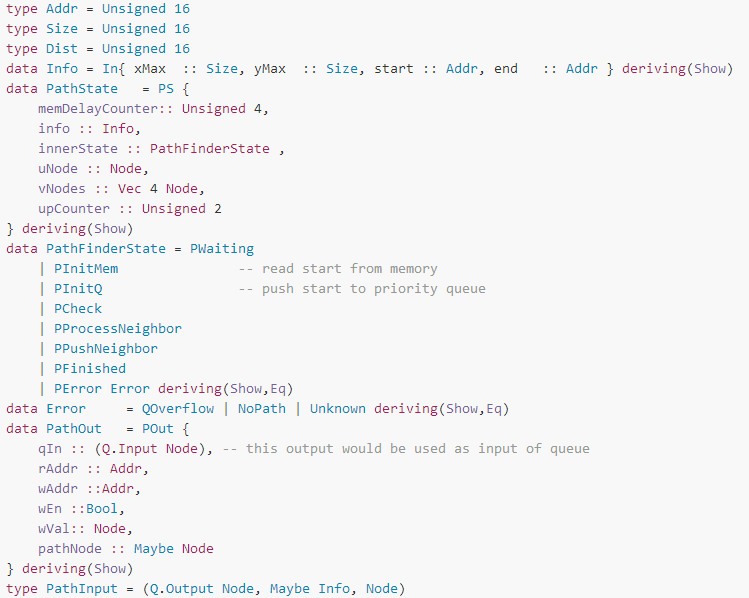 type Addr = Unsigned 16
type Size = Unsigned 16
type Dist = Unsigned 16
data Info = In{ xMax  :: Size, yMax  :: Size, start :: Addr, end   :: Addr } deriving(Show)
data PathState   = PS {
    memDelayCounter:: Unsigned 4,
    info :: Info,
    innerState :: PathFinderState ,
    uNode :: Node,
    vNodes :: Vec 4 Node,
    upCounter :: Unsigned 2
} deriving(Show)
data PathFinderState = PWaiting
    | PInitMem               -- read start from memory
    | PInitQ                 -- push start to priority queue
    | PCheck
    | PProcessNeighbor
    | PPushNeighbor
    | PFinished
    | PError Error deriving(Show,Eq)
data Error     = QOverflow | NoPath | Unknown deriving(Show,Eq)
data PathOut   = POut {
    qIn :: (Q.Input Node), -- this output would be used as input of queue
    rAddr :: Addr,
    wAddr ::Addr,
    wEn ::Bool,
    wVal:: Node,
    pathNode :: Maybe Node
} deriving(Show)
type PathInput = (Q.Output Node, Maybe Info, Node)